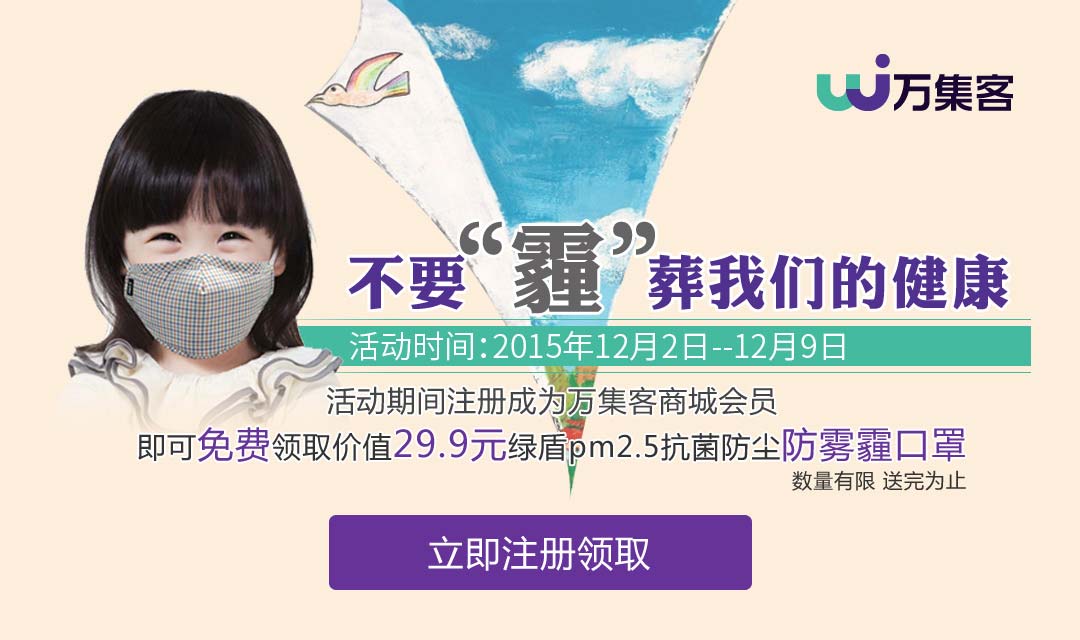 万集客
不要“霾”葬我们的健康
活动时间：2015年12月2日--12月9日
活动期间注册成为万集客商城会员
即可免费领取价值29.9元绿盾pm2.5抗菌防尘防雾霾口罩
数量有限 送完为止
立即注册领取